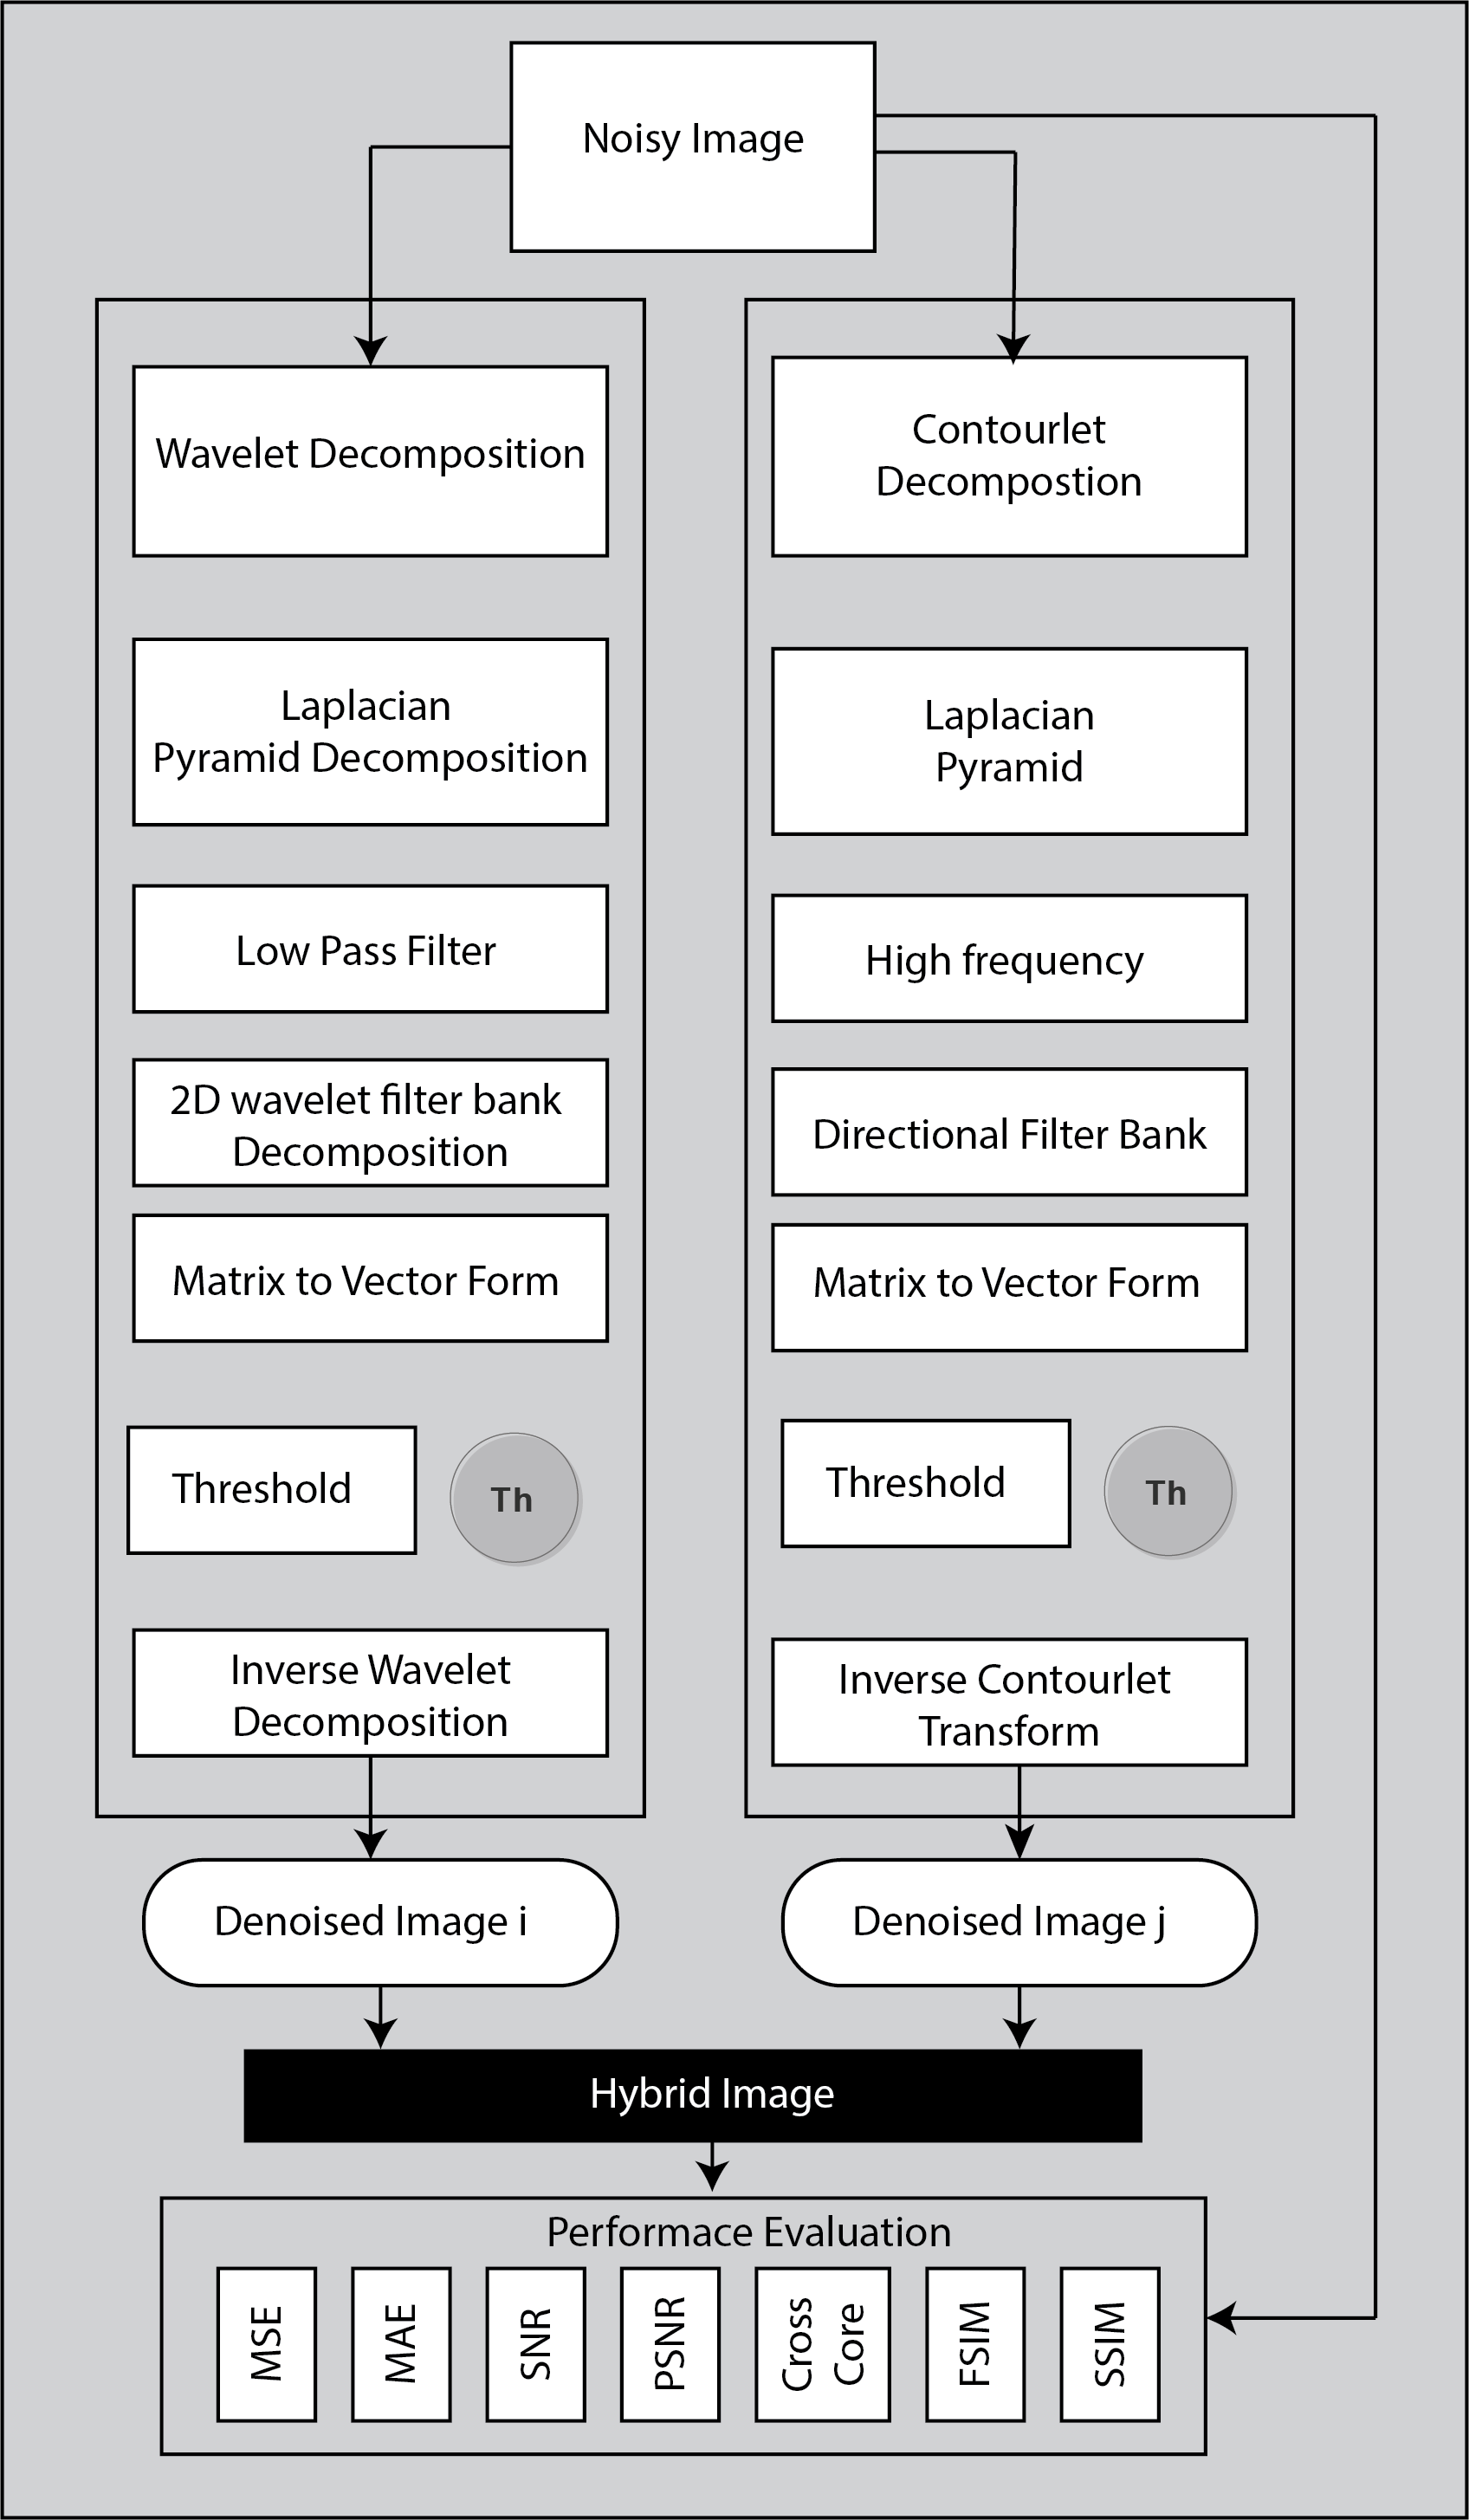 Noisy Image
Wavelet Decomposition
Laplacian
Pyramid Decomposition
Low Pass Filter
2D wavelet filter bank
Decomposition
Matrix to Vector Form
Threshold
Th
Inverse Wavelet
Decomposition
Contourlet
Decompostion
Laplacian
Pyramid
High frequency
Directional Filter Bank
Matrix to Vector Form
Threshold
Th
Inverse Contourlet
Transform
Denoised Image i
Denoised Image j
Hybrid Image
Performace Evaluation
MSE
MAE
SNR
PSNR
Cross
Core
FSIM
SSIM